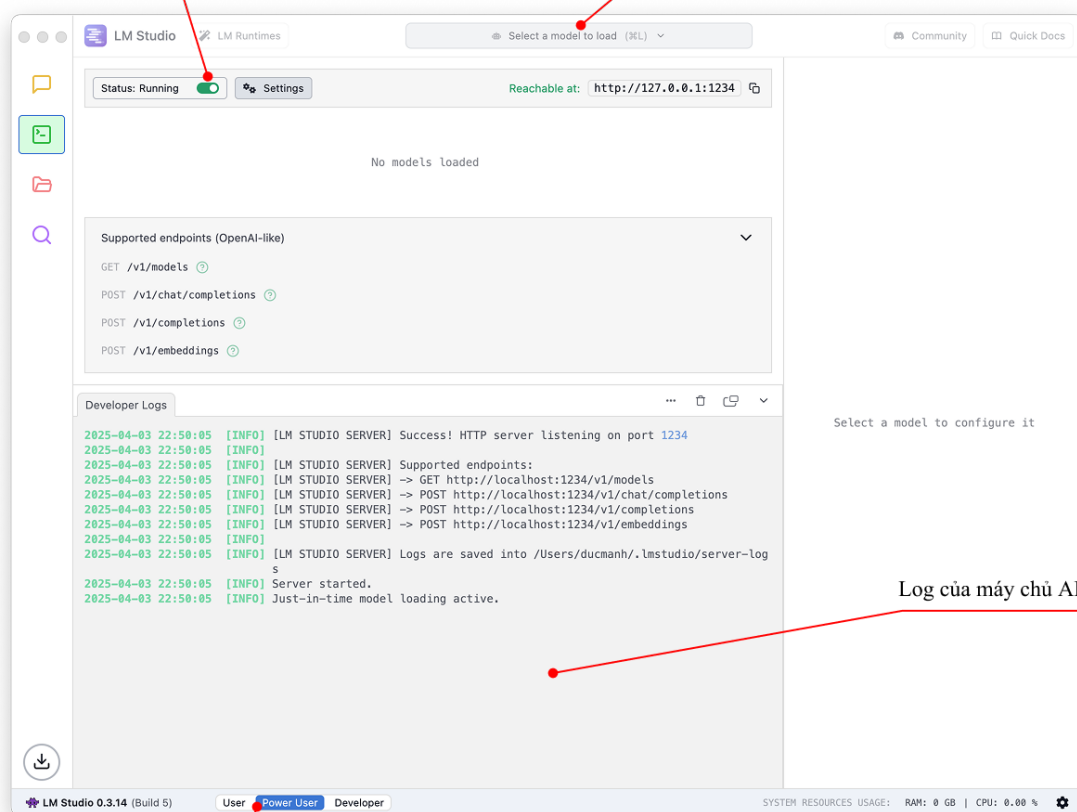 LM Studio
LM Runtimes
Select a model to load (⌘L)
Community
Quick Docs
Status: Running
Settings
Reachable at: http://127.0.0.1:1234
No models loaded
Supported endpoints (OpenAI-like)
GET /v1/models
POST /v1/chat/completions
POST /v1/completions
POST /v1/embeddings
Select a model to configure it
Developer Logs
2025-04-03 22:50:05 [INFO] [LM STUDIO SERVER] Success! HTTP server listening on port 1234
2025-04-03 22:50:05 [INFO]
2025-04-03 22:50:05 [INFO] [LM STUDIO SERVER] Supported endpoints:
2025-04-03 22:50:05 [INFO] [LM STUDIO SERVER] -> GET http://localhost:1234/v1/models
2025-04-03 22:50:05 [INFO] [LM STUDIO SERVER] -> POST http://localhost:1234/v1/chat/completions
2025-04-03 22:50:05 [INFO] [LM STUDIO SERVER] -> POST http://localhost:1234/v1/completions
2025-04-03 22:50:05 [INFO] [LM STUDIO SERVER] -> POST http://localhost:1234/v1/embeddings
2025-04-03 22:50:05 [INFO]
2025-04-03 22:50:05 [INFO] [LM STUDIO SERVER] Logs are saved into /Users/ducmanh/.lmstudio/server-log
s
2025-04-03 22:50:05 [INFO] Server started.
2025-04-03 22:50:05 [INFO] Just-in-time model loading active.
Log của máy chủ
LM Studio 0.3.14 (Build 5)
User
Power User
Developer
SYSTEM RESOURCES USAGE: RAM: 0 GB | CPU: 0.00 %